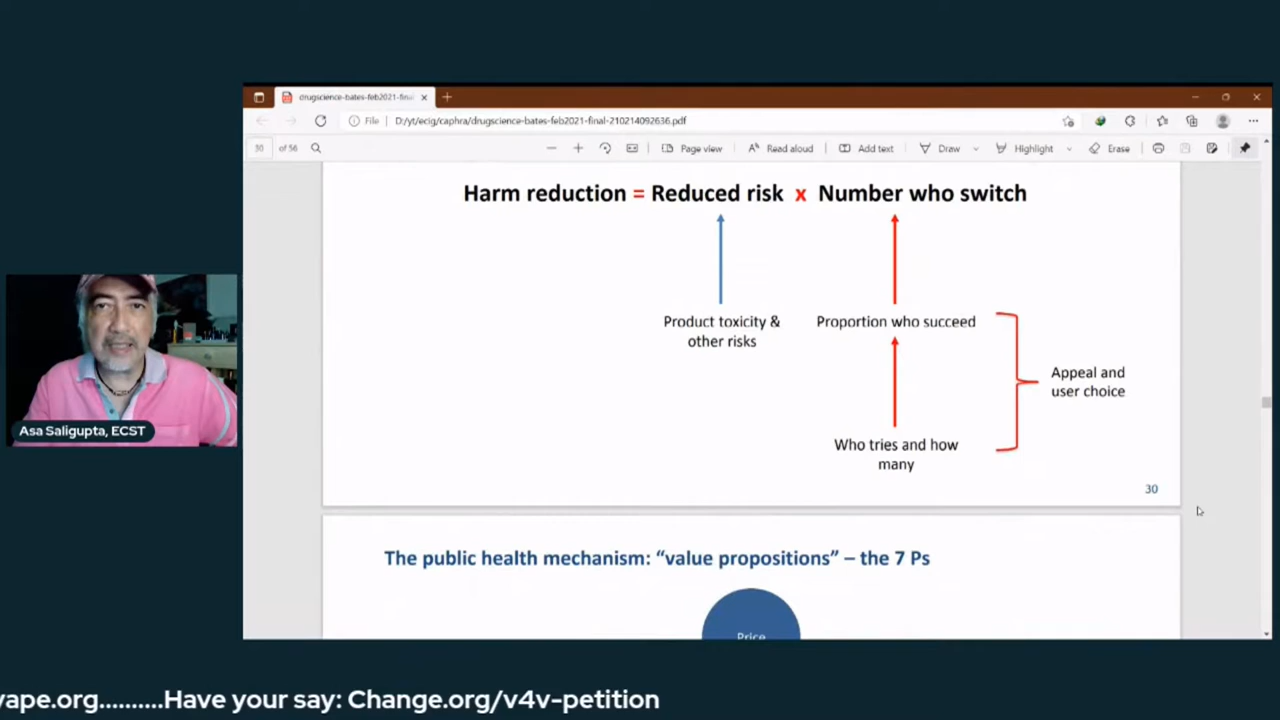 drugscience-bates-feb2021-final
File D:/yt/ecig/caphra/drugscience-bates-feb2021-final-210214092636.pdf
30 of 56 Page view Read aloud Add text Draw Highlight Erase
Harm reduction = Reduced risk x Number who switch
Product toxicity &
other risks
Proportion who succeed
Appeal and
user choice
Who tries and how
many
30
The public health mechanism: “value propositions” – the 7 Ps
Price
Asa Saligupta, ECST
vape.org..........Have your say: Change.org/v4v-petition